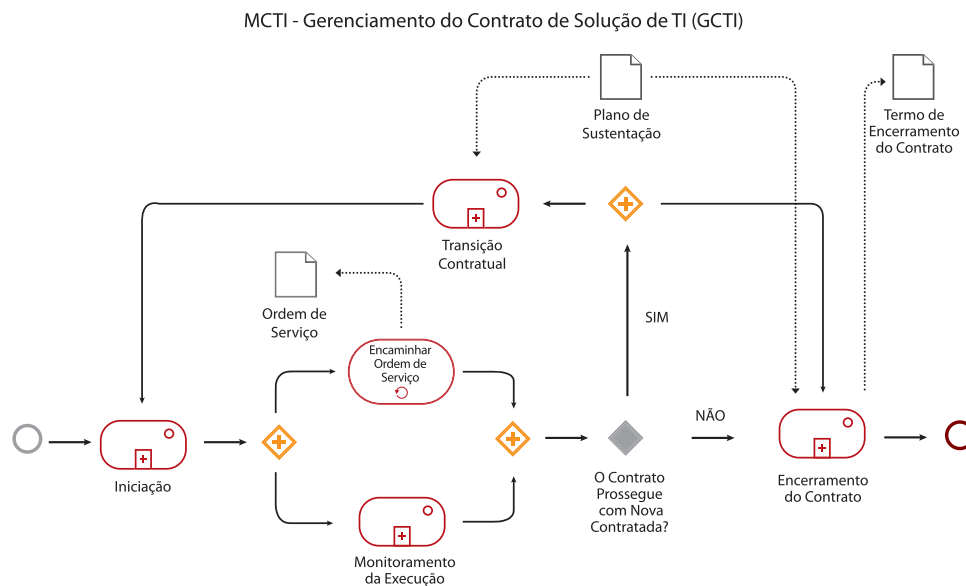 MCTI - Gerenciamento do Contrato de Solução de TI (GCTI)
Plano de
Sustentação
Termo de
Encerramento
do Contrato
Transição
Contratual
Ordem de
Serviço
SIM
Encaminhar
Ordem de
Serviço
NÃO
Iniciação
O Contrato
Prossegue
com Nova
Contratada?
Encerramento
do Contrato
Monitoramento
da Execução